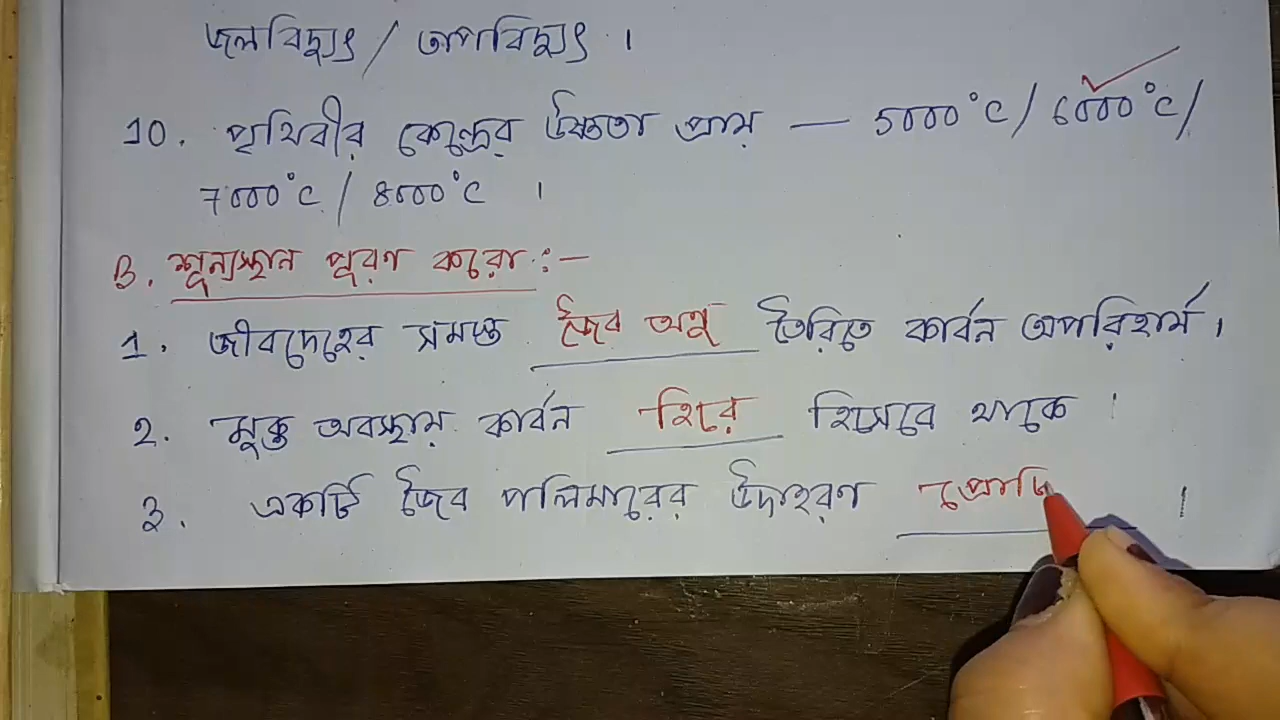 জলবিদ্যুৎ / তাপবিদ্যুৎ ।
10. পৃথিবীর কেন্দ্রের উষ্ণতা প্রায় — 5000°C / 6000°C /
7000°C / 8000°C ।
B. শূন্যস্থান পূরণ করো :-
1. জীবদেহের সমস্ত জৈব অনু তৈরিতে কার্বন অপরিহার্য ।
2. মুক্ত অবস্থায় কার্বন হিরে হিসেবে থাকে ।
3. একটি জৈব পলিমারের উদাহরণ ।